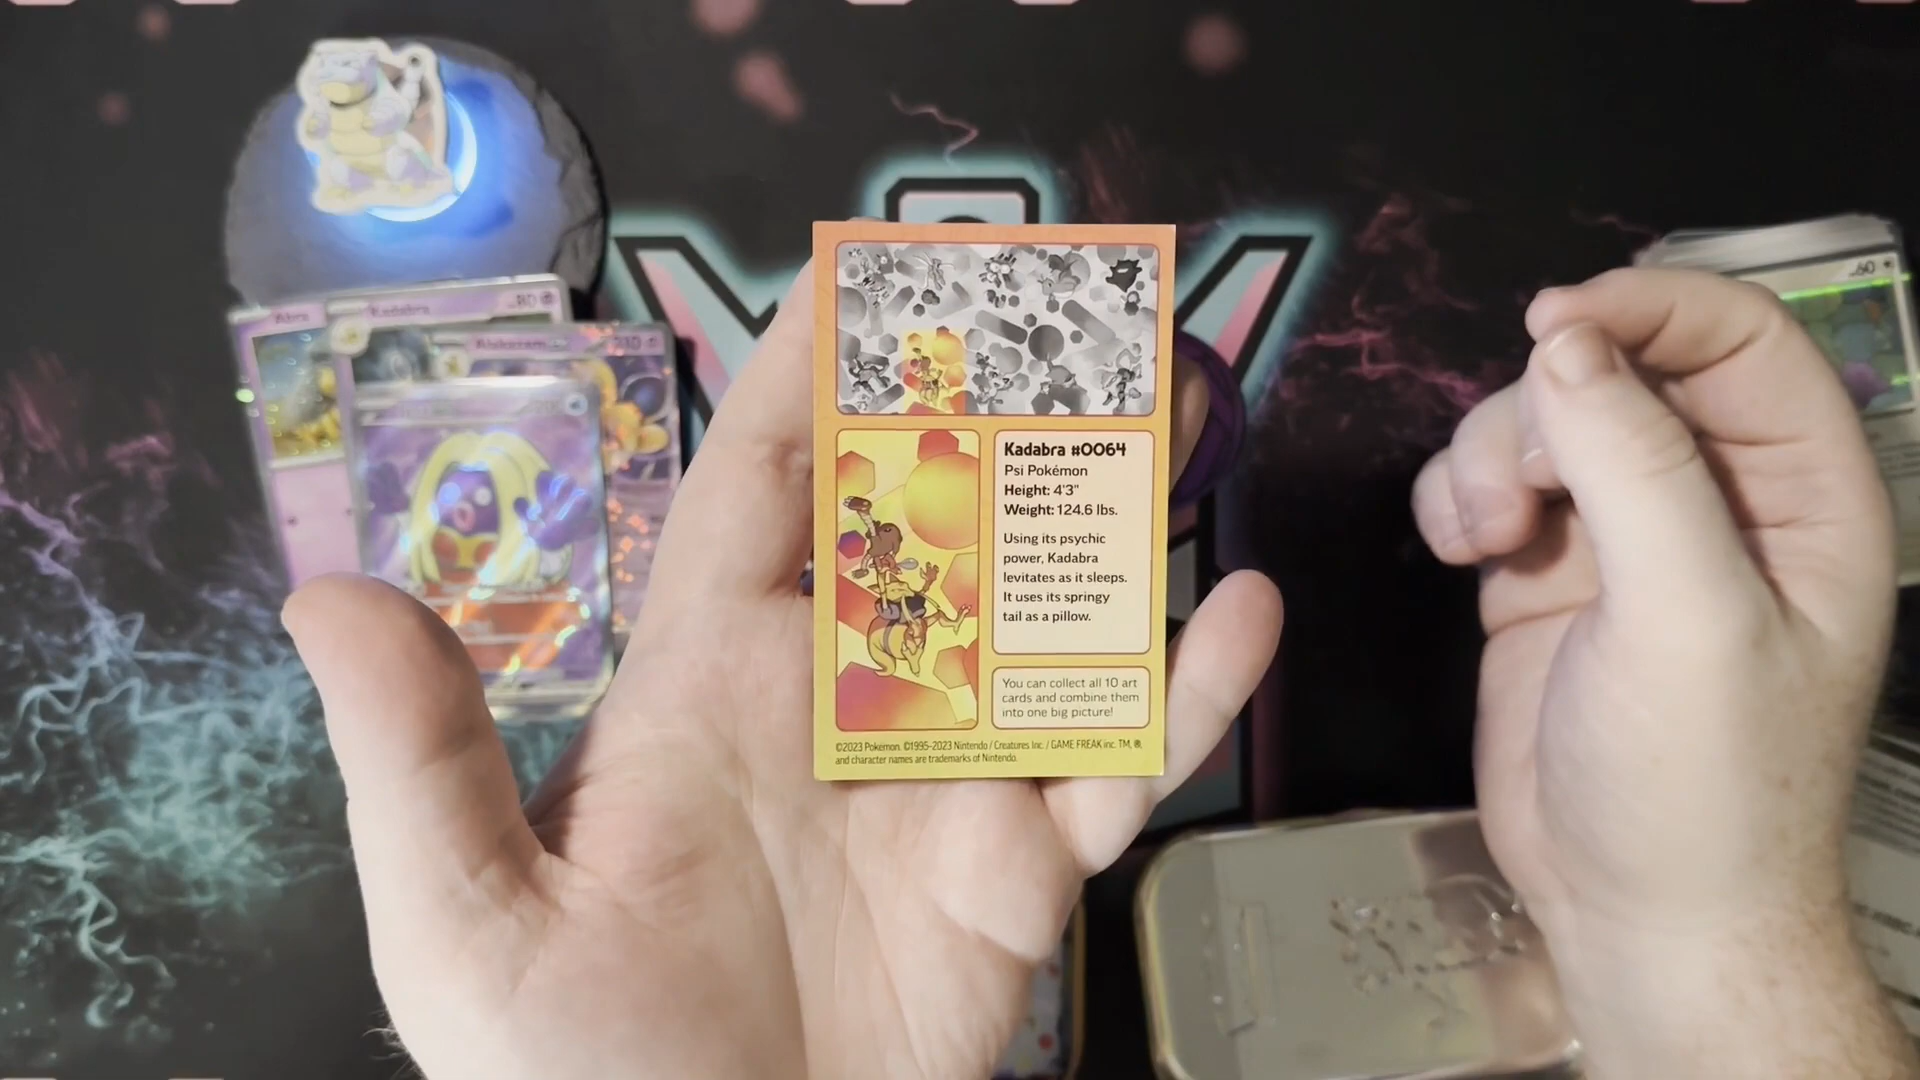 Abra
Kadabra
80
Alakazam
60
Kadabra #0064
Psi Pokémon
Height: 4'3"
Weight: 124.6 lbs.
Using its psychic
power, Kadabra
levitates as it sleeps.
It uses its springy
tail as a pillow.
You can collect all 10 art
cards and combine them
into one big picture!
©2023 Pokémon. ©1995-2023 Nintendo / Creatures Inc. / GAME FREAK inc. TM, ®,
and character names are trademarks of Nintendo.